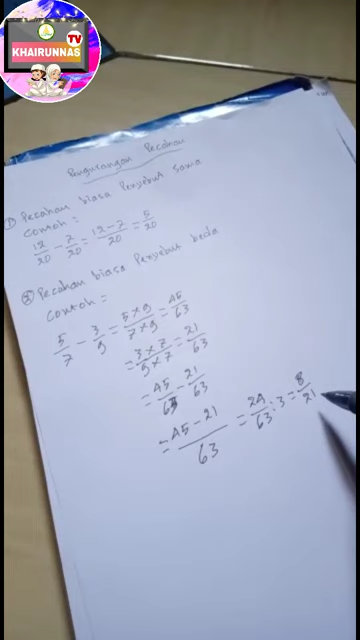 KHAIRUNNAS
TV
Pengurangan Pecahan
① Pecahan biasa Penyebut Sama
Contoh =
12/20 - 7/20 = 12-7/20 = 5/20
② Pecahan biasa Penyebut beda
Contoh =
5/7 - 3/9 = 5×9/7×9 = 45/63
= 3×7/9×7 = 21/63
= 45/63 - 21/63
= 45-21/63 = 24/63 : 3 = 8/21